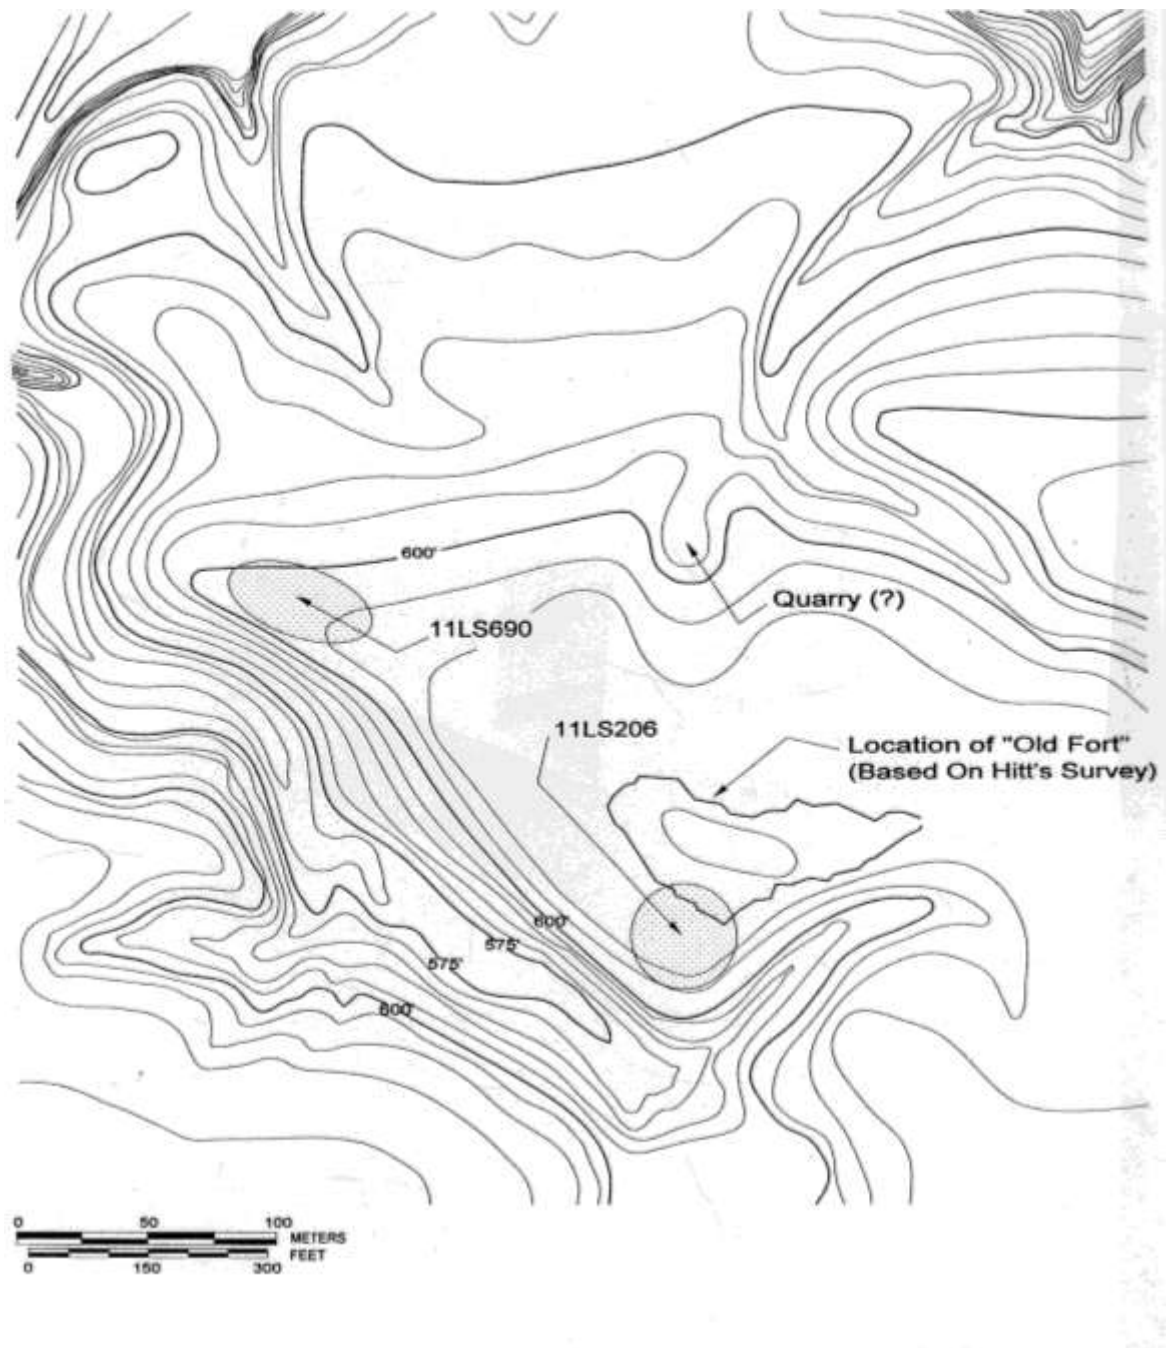 600'
Quarry (?)
11LS690
11LS206
Location of "Old Fort"
(Based On Hitt's Survey)
600'
575'
575'
600'
0 50 100
METERS
FEET
0 150 300